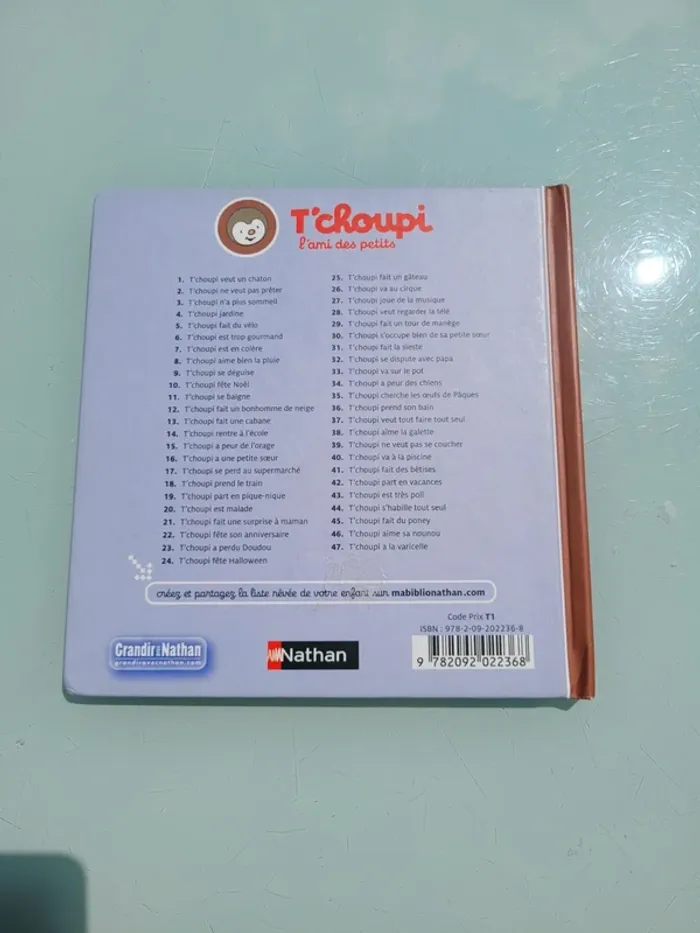 T'choupi
l'ami des petits
1. T'choupi veut un chaton
2. T'choupi ne veut pas prêter
3. T'choupi n'a plus sommeil
4. T'choupi jardine
5. T'choupi fait du vélo
6. T'choupi est trop gourmand
7. T'choupi est en colère
8. T'choupi aime bien la pluie
9. T'choupi se déguise
10. T'choupi fête Noël
11. T'choupi se baigne
12. T'choupi fait un bonhomme de neige
13. T'choupi fait une cabane
14. T'choupi rentre à l'école
15. T'choupi a peur de l'orage
16. T'choupi a une petite sœur
17. T'choupi se perd au supermarché
18. T'choupi prend le train
19. T'choupi part en pique-nique
20. T'choupi est malade
21. T'choupi fait une surprise à maman
22. T'choupi fête son anniversaire
23. T'choupi a perdu Doudou
24. T'choupi fête Halloween
25. T'choupi fait un gâteau
26. T'choupi va au cirque
27. T'choupi joue de la musique
28. T'choupi veut regarder la télé
29. T'choupi fait un tour de manège
30. T'choupi s'occupe bien de sa petite sœur
31. T'choupi fait la sieste
32. T'choupi se dispute avec papa
33. T'choupi va sur le pot
34. T'choupi a peur des chiens
35. T'choupi cherche les œufs de Pâques
36. T'choupi prend son bain
37. T'choupi veut tout faire tout seul
38. T'choupi aime la galette
39. T'choupi ne veut pas se coucher
40. T'choupi va à la piscine
41. T'choupi fait des bêtises
42. T'choupi part en vacances
43. T'choupi est très poli
44. T'choupi s'habille tout seul
45. T'choupi fait du poney
46. T'choupi aime sa nounou
47. T'choupi a la varicelle
créez et partagez la liste rêvée de votre enfant sur mabiblionathan.com
Grandir avec Nathan
grandiravecnathan.com
Nathan
Code Prix T1
ISBN : 978-2-09-202236-8
9 782092 022368